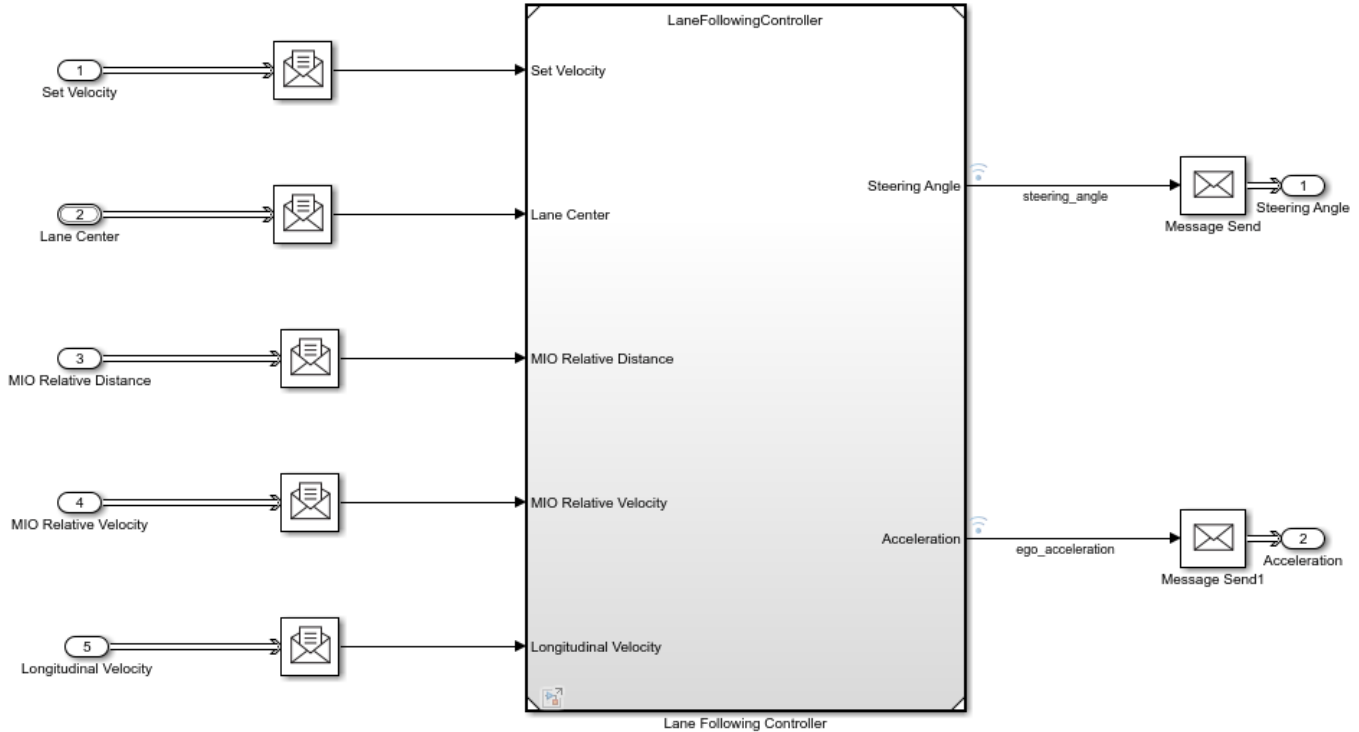 LaneFollowingController
1
Set Velocity
Set Velocity
Steering Angle
steering_angle
Message Send
1
Steering Angle
2
Lane Center
Lane Center
3
MIO Relative Distance
MIO Relative Distance
4
MIO Relative Velocity
MIO Relative Velocity
Acceleration
ego_acceleration
Message Send1
2
Acceleration
5
Longitudinal Velocity
Longitudinal Velocity
Lane Following Controller